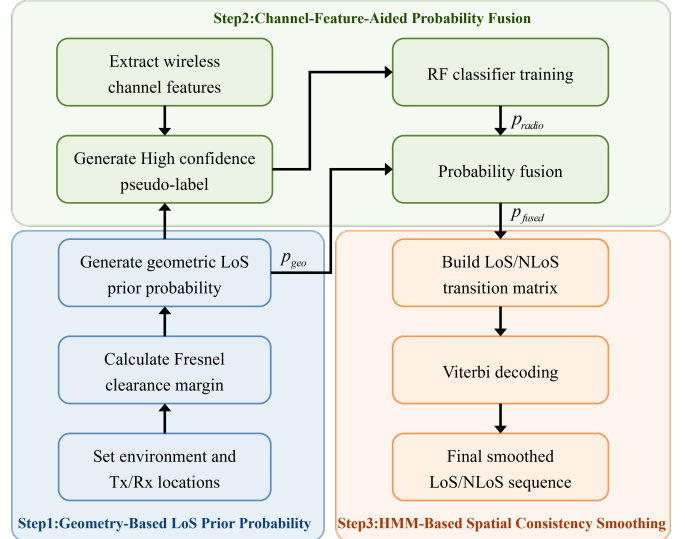 Step2:Channel-Feature-Aided Probability Fusion
Extract wireless
channel features
Generate High confidence
pseudo-label
RF classifier training
p_radio
Probability fusion
p_fused
Generate geometric LoS
prior probability
p_geo
Calculate Fresnel
clearance margin
Set environment and
Tx/Rx locations
Step1:Geometry-Based LoS Prior Probability
Build LoS/NLoS
transition matrix
Viterbi decoding
Final smoothed
LoS/NLoS sequence
Step3:HMM-Based Spatial Consistency Smoothing